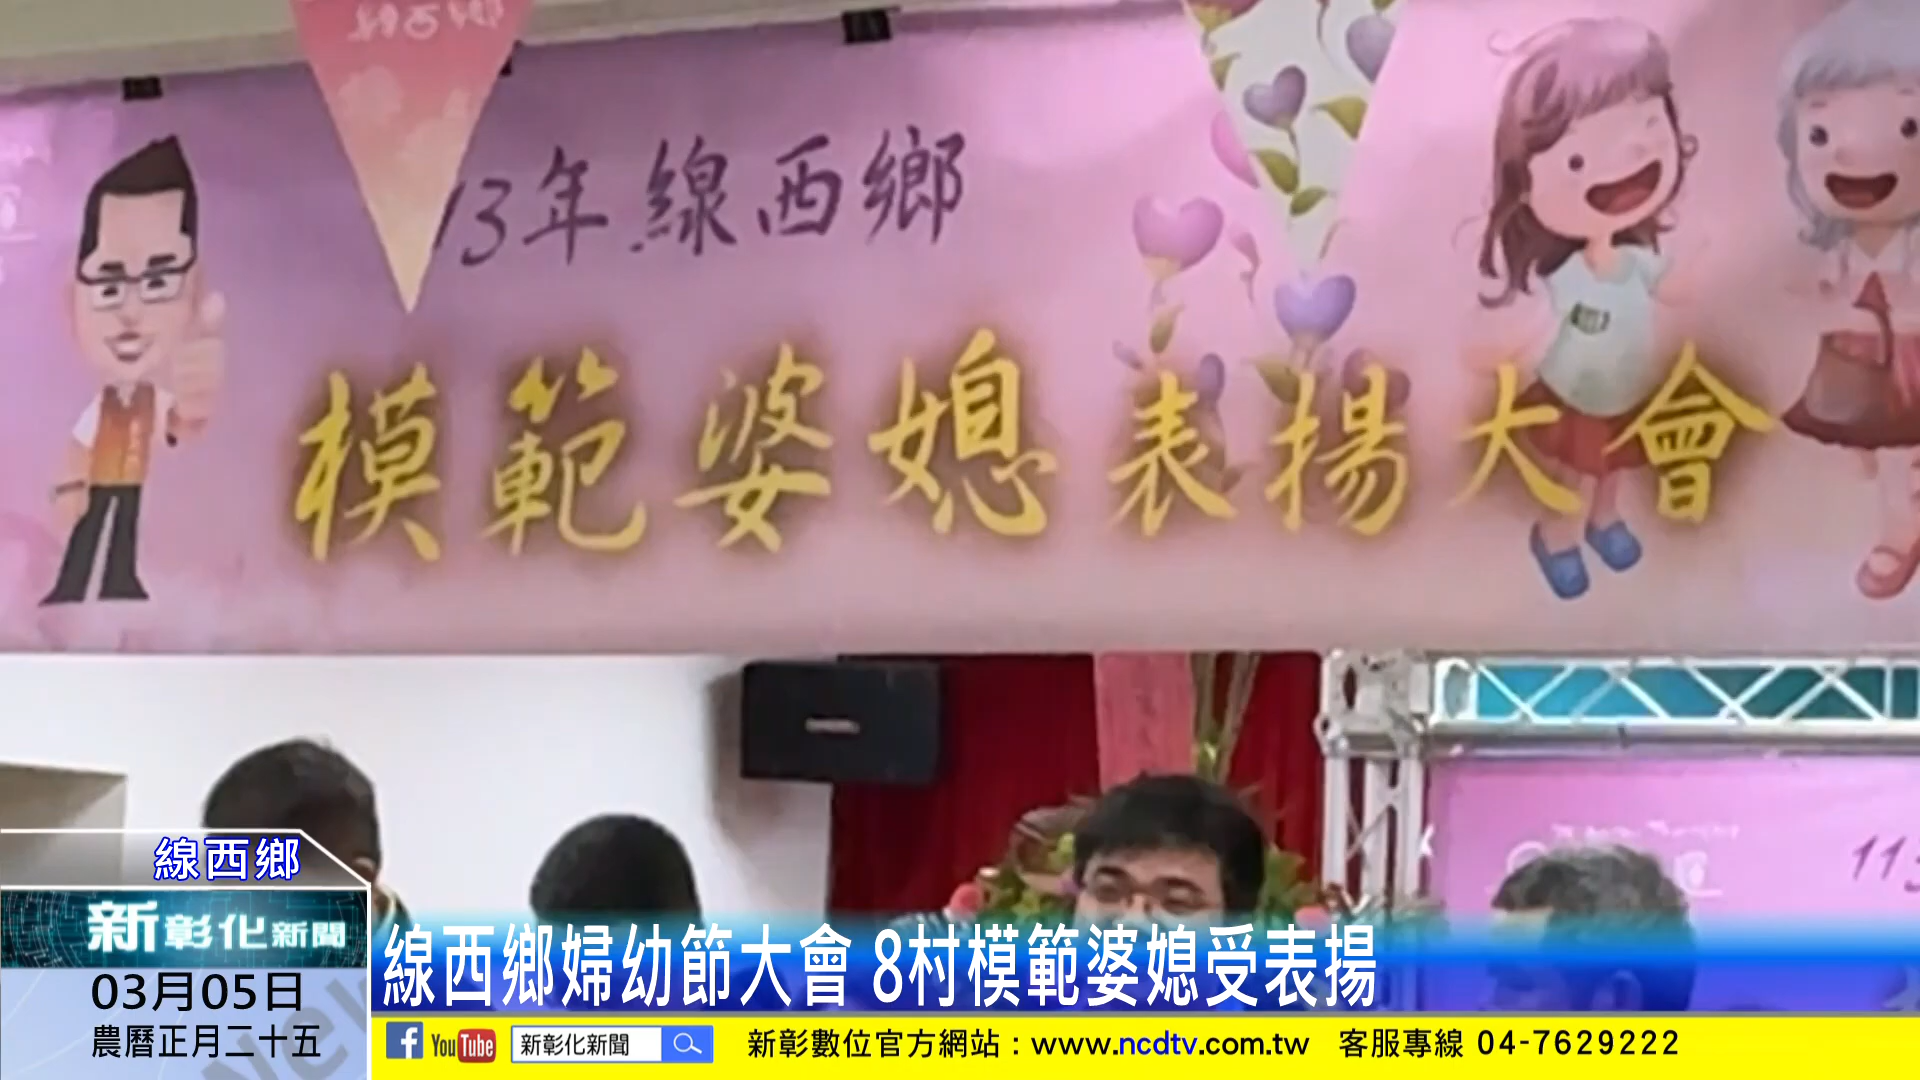 13年線西鄉
模範婆媳表揚大會
線西鄉
新彰化新聞
03月05日
農曆正月二十五
線西鄉婦幼節大會 8村模範婆媳受表揚
YouTube
新彰化新聞
新彰數位官方網站：www.ncdtv.com.tw
客服專線 04-7629222